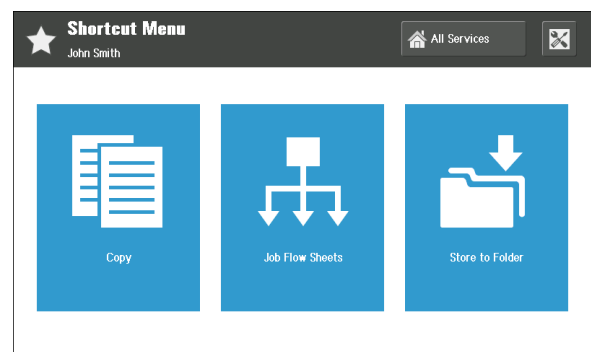 Shortcut Menu
John Smith
All Services
Copy
Job Flow Sheets
Store to Folder